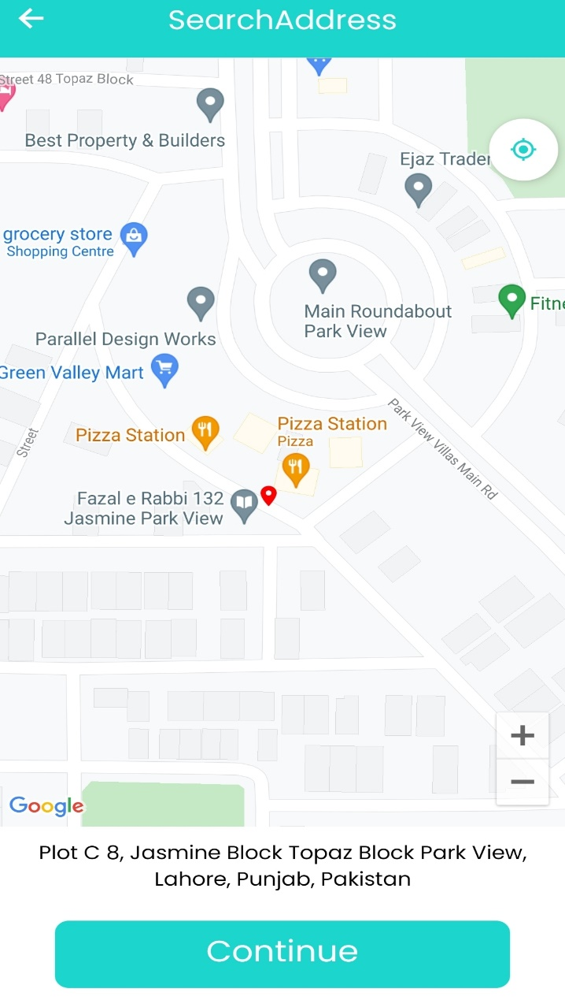 SearchAddress
Street 48 Topaz Block
Best Property & Builders
Ejaz Trader
grocery store
Shopping Centre
Main Roundabout
Park View
Fitne
Parallel Design Works
Green Valley Mart
Park View Villas Main Rd
Pizza Station
Pizza Station
Pizza
Street
Fazal e Rabbi 132
Jasmine Park View
+
−
Google
Plot C 8, Jasmine Block Topaz Block Park View,
Lahore, Punjab, Pakistan
Continue